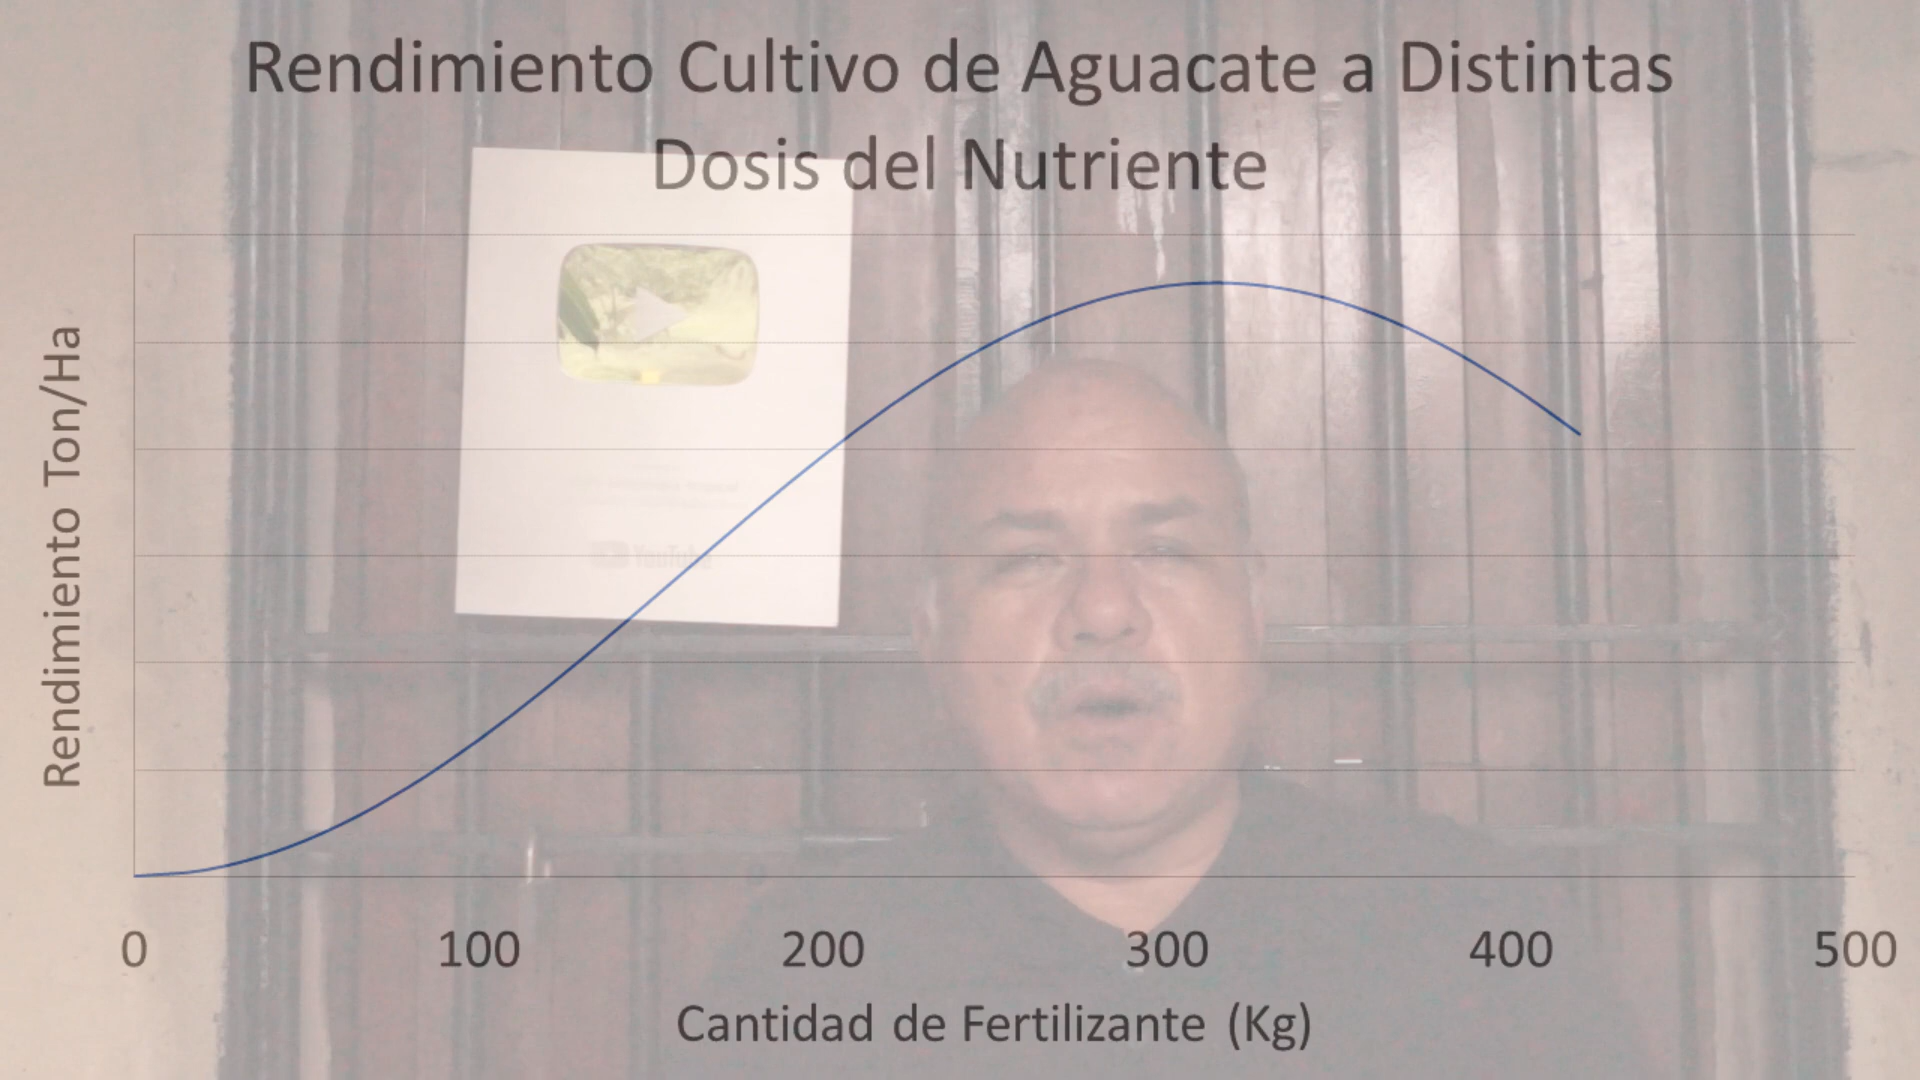 Rendimiento Cultivo de Aguacate a Distintas
Dosis del Nutriente
Rendimiento Ton/Ha
YouTube
0 100 200 300 400 500
Cantidad de Fertilizante (Kg)